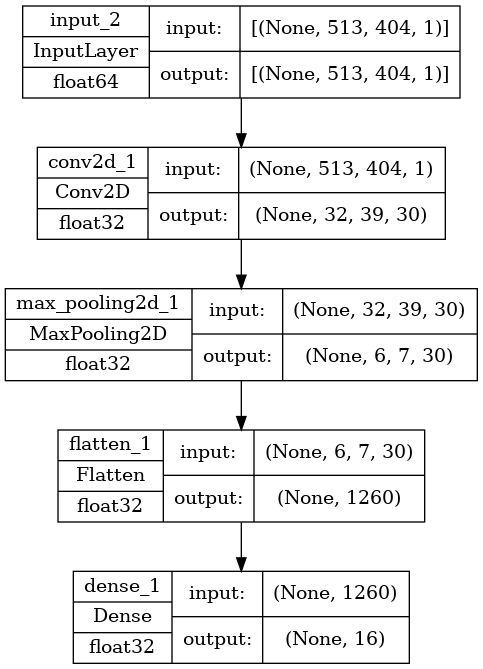 input_2
InputLayer
float64
input:
[(None, 513, 404, 1)]
output:
[(None, 513, 404, 1)]
conv2d_1
Conv2D
float32
input:
(None, 513, 404, 1)
output:
(None, 32, 39, 30)
max_pooling2d_1
MaxPooling2D
float32
input:
(None, 32, 39, 30)
output:
(None, 6, 7, 30)
flatten_1
Flatten
float32
input:
(None, 6, 7, 30)
output:
(None, 1260)
dense_1
Dense
float32
input:
(None, 1260)
output:
(None, 16)